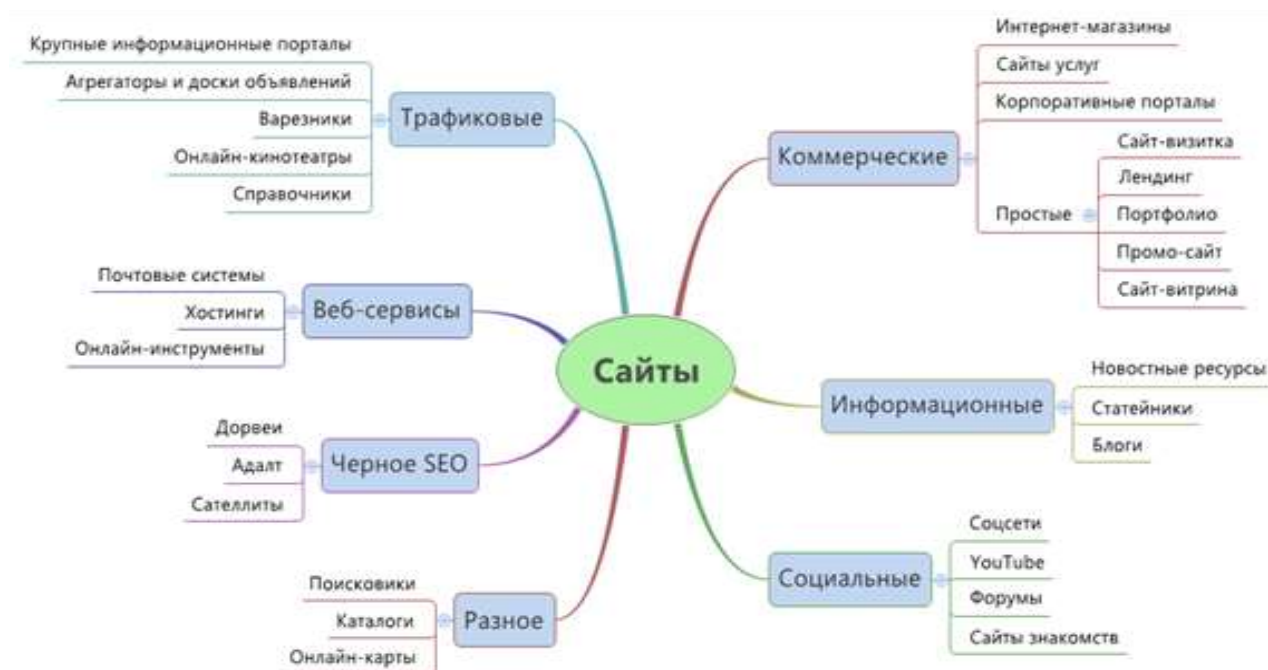 Сайты
Трафиковые
Крупные информационные порталы
Агрегаторы и доски объявлений
Варезники
Онлайн-кинотеатры
Справочники
Веб-сервисы
Почтовые системы
Хостинги
Онлайн-инструменты
Черное SEO
Дорвеи
Адалт
Сателлиты
Разное
Поисковики
Каталоги
Онлайн-карты
Коммерческие
Интернет-магазины
Сайты услуг
Корпоративные порталы
Простые
Сайт-визитка
Лендинг
Портфолио
Промо-сайт
Сайт-витрина
Информационные
Новостные ресурсы
Статейники
Блоги
Социальные
Соцсети
YouTube
Форумы
Сайты знакомств